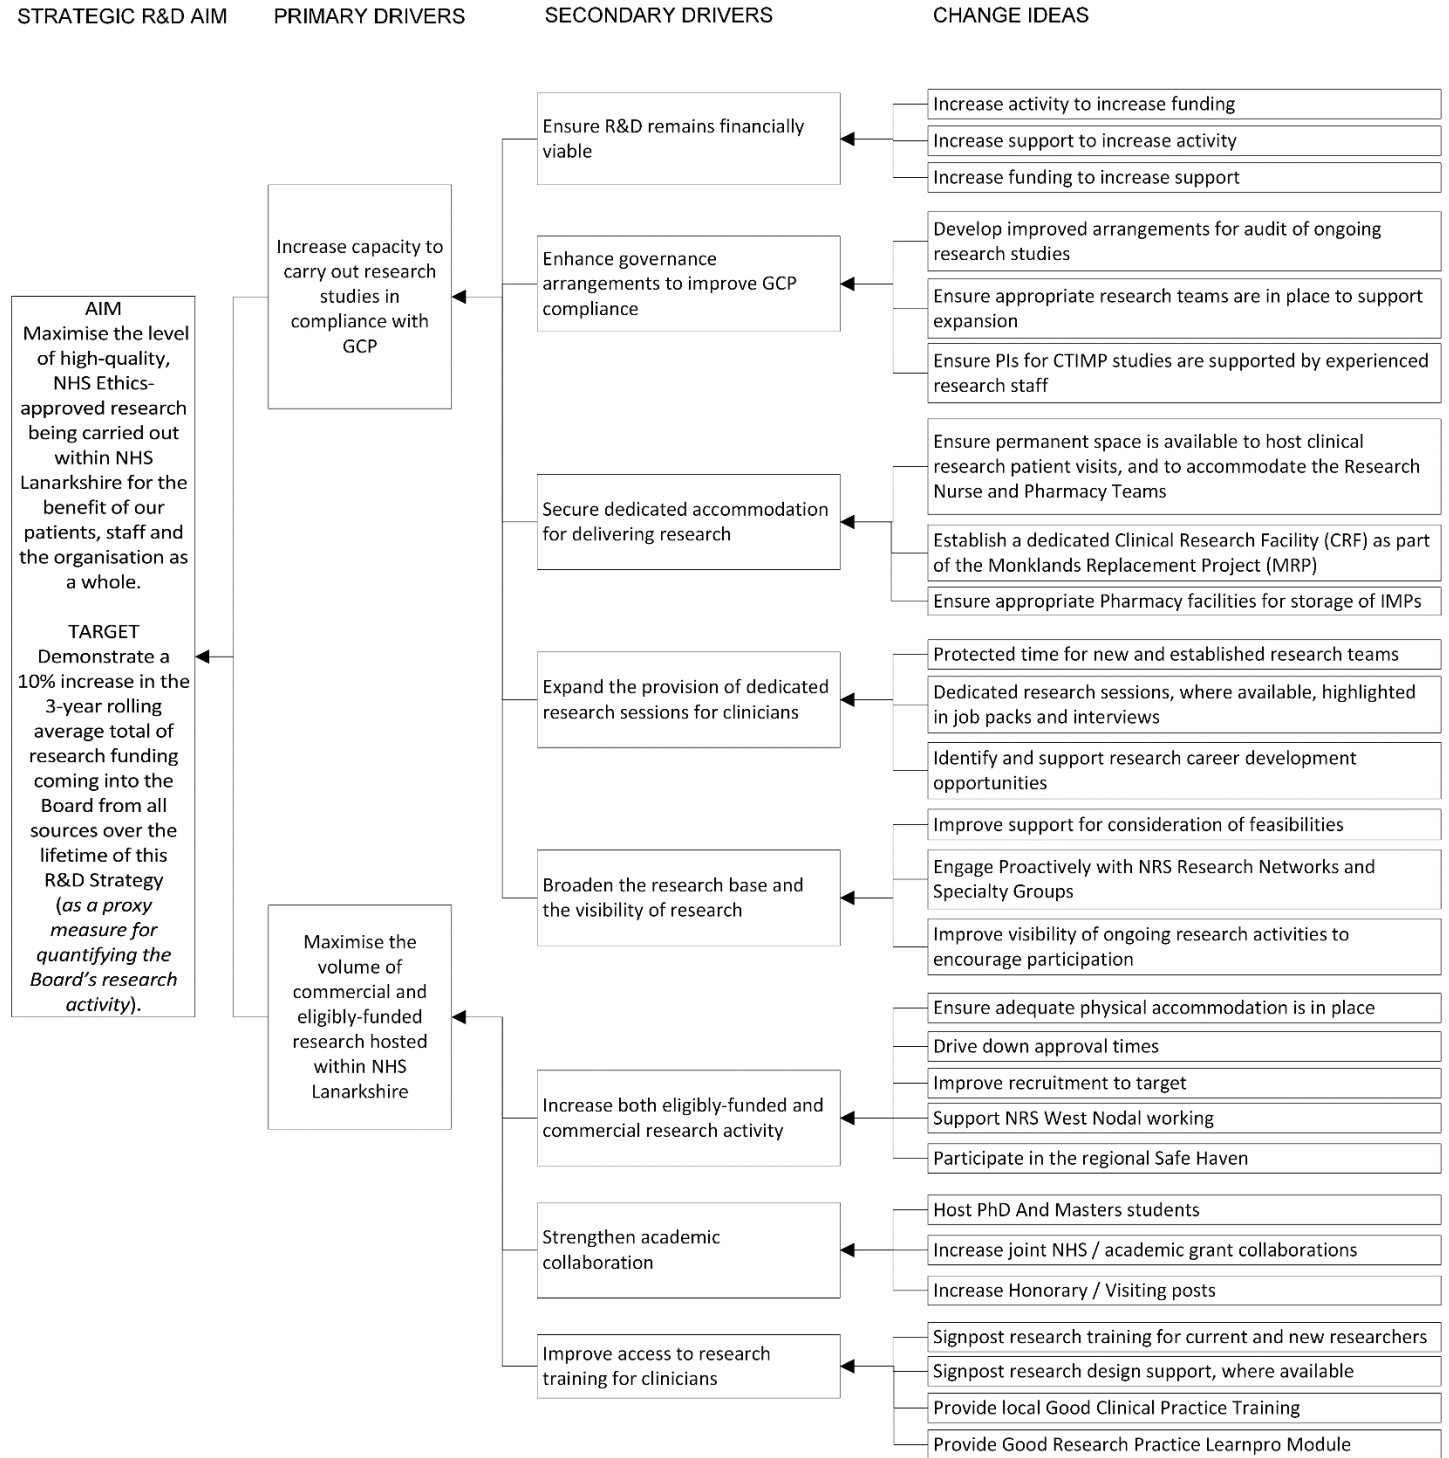 STRATEGIC R&D AIM
PRIMARY DRIVERS
SECONDARY DRIVERS
CHANGE IDEAS
AIM
Maximise the level
of high-quality,
NHS Ethics-
approved research
being carried out
within NHS
Lanarkshire for the
benefit of our
patients, staff and
the organisation as
a whole.
TARGET
Demonstrate a
10% increase in the
3-year rolling
average total of
research funding
coming into the
Board from all
sources over the
lifetime of this
R&D Strategy
(as a proxy
measure for
quantifying the
Board's research
activity).
Increase capacity to
carry out research
studies in
compliance with
GCP
Maximise the
volume of
commercial and
eligibly-funded
research hosted
within NHS
Lanarkshire
Ensure R&D remains financially
viable
Enhance governance
arrangements to improve GCP
compliance
Secure dedicated accommodation
for delivering research
Expand the provision of dedicated
research sessions for clinicians
Broaden the research base and
the visibility of research
Increase both eligibly-funded and
commercial research activity
Strengthen academic
collaboration
Improve access to research
training for clinicians
Increase activity to increase funding
Increase support to increase activity
Increase funding to increase support
Develop improved arrangements for audit of ongoing
research studies
Ensure appropriate research teams are in place to support
expansion
Ensure PIs for CTIMP studies are supported by experienced
research staff
Ensure permanent space is available to host clinical
research patient visits, and to accommodate the Research
Nurse and Pharmacy Teams
Establish a dedicated Clinical Research Facility (CRF) as part
of the Monklands Replacement Project (MRP)
Ensure appropriate Pharmacy facilities for storage of IMPs
Protected time for new and established research teams
Dedicated research sessions, where available, highlighted
in job packs and interviews
Identify and support research career development
opportunities
Improve support for consideration of feasibilities
Engage Proactively with NRS Research Networks and
Specialty Groups
Improve visibility of ongoing research activities to
encourage participation
Ensure adequate physical accommodation is in place
Drive down approval times
Improve recruitment to target
Support NRS West Nodal working
Participate in the regional Safe Haven
Host PhD And Masters students
Increase joint NHS / academic grant collaborations
Increase Honorary / Visiting posts
Signpost research training for current and new researchers
Signpost research design support, where available
Provide local Good Clinical Practice Training
Provide Good Research Practice Learnpro Module